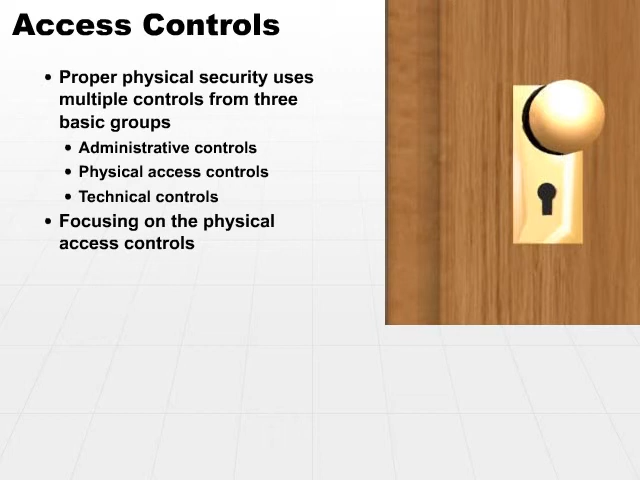 Access Controls
• Proper physical security uses
multiple controls from three
basic groups
• Administrative controls
• Physical access controls
• Technical controls
• Focusing on the physical
access controls